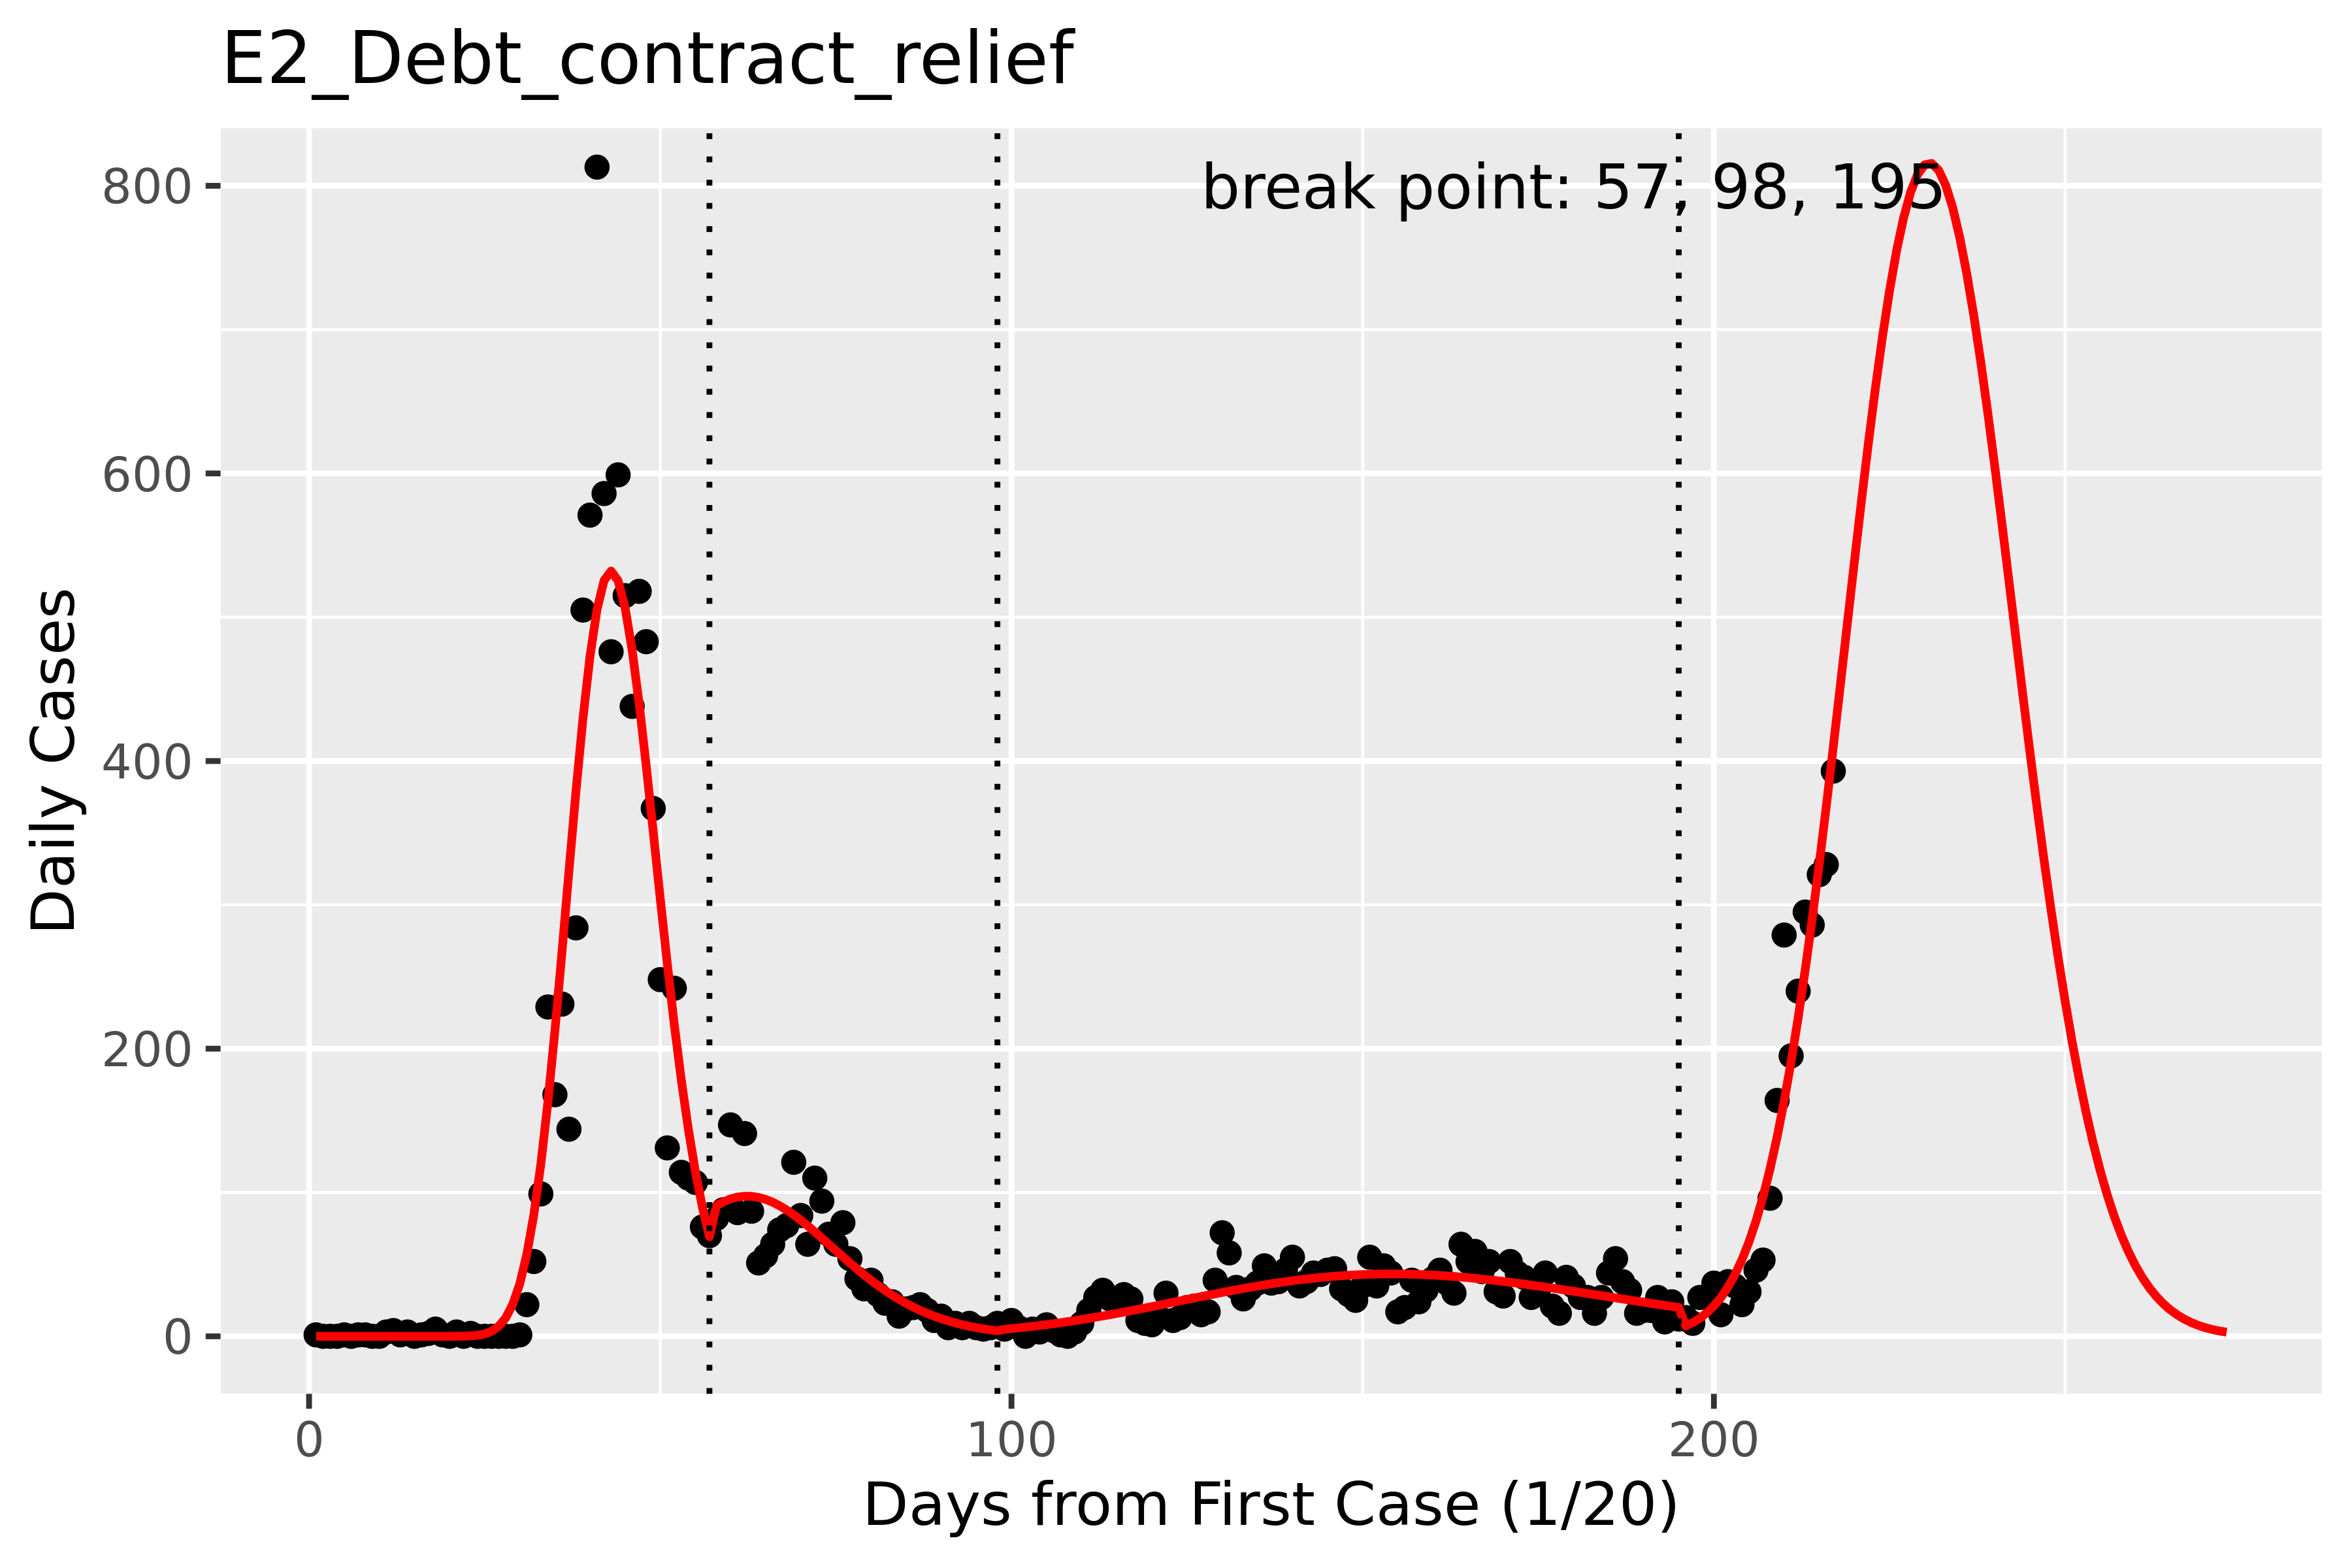 E2_Debt_contract_relief
break point: 57, 98, 195
Daily Cases
800
600
400
200
0
0 100 200
Days from First Case (1/20)